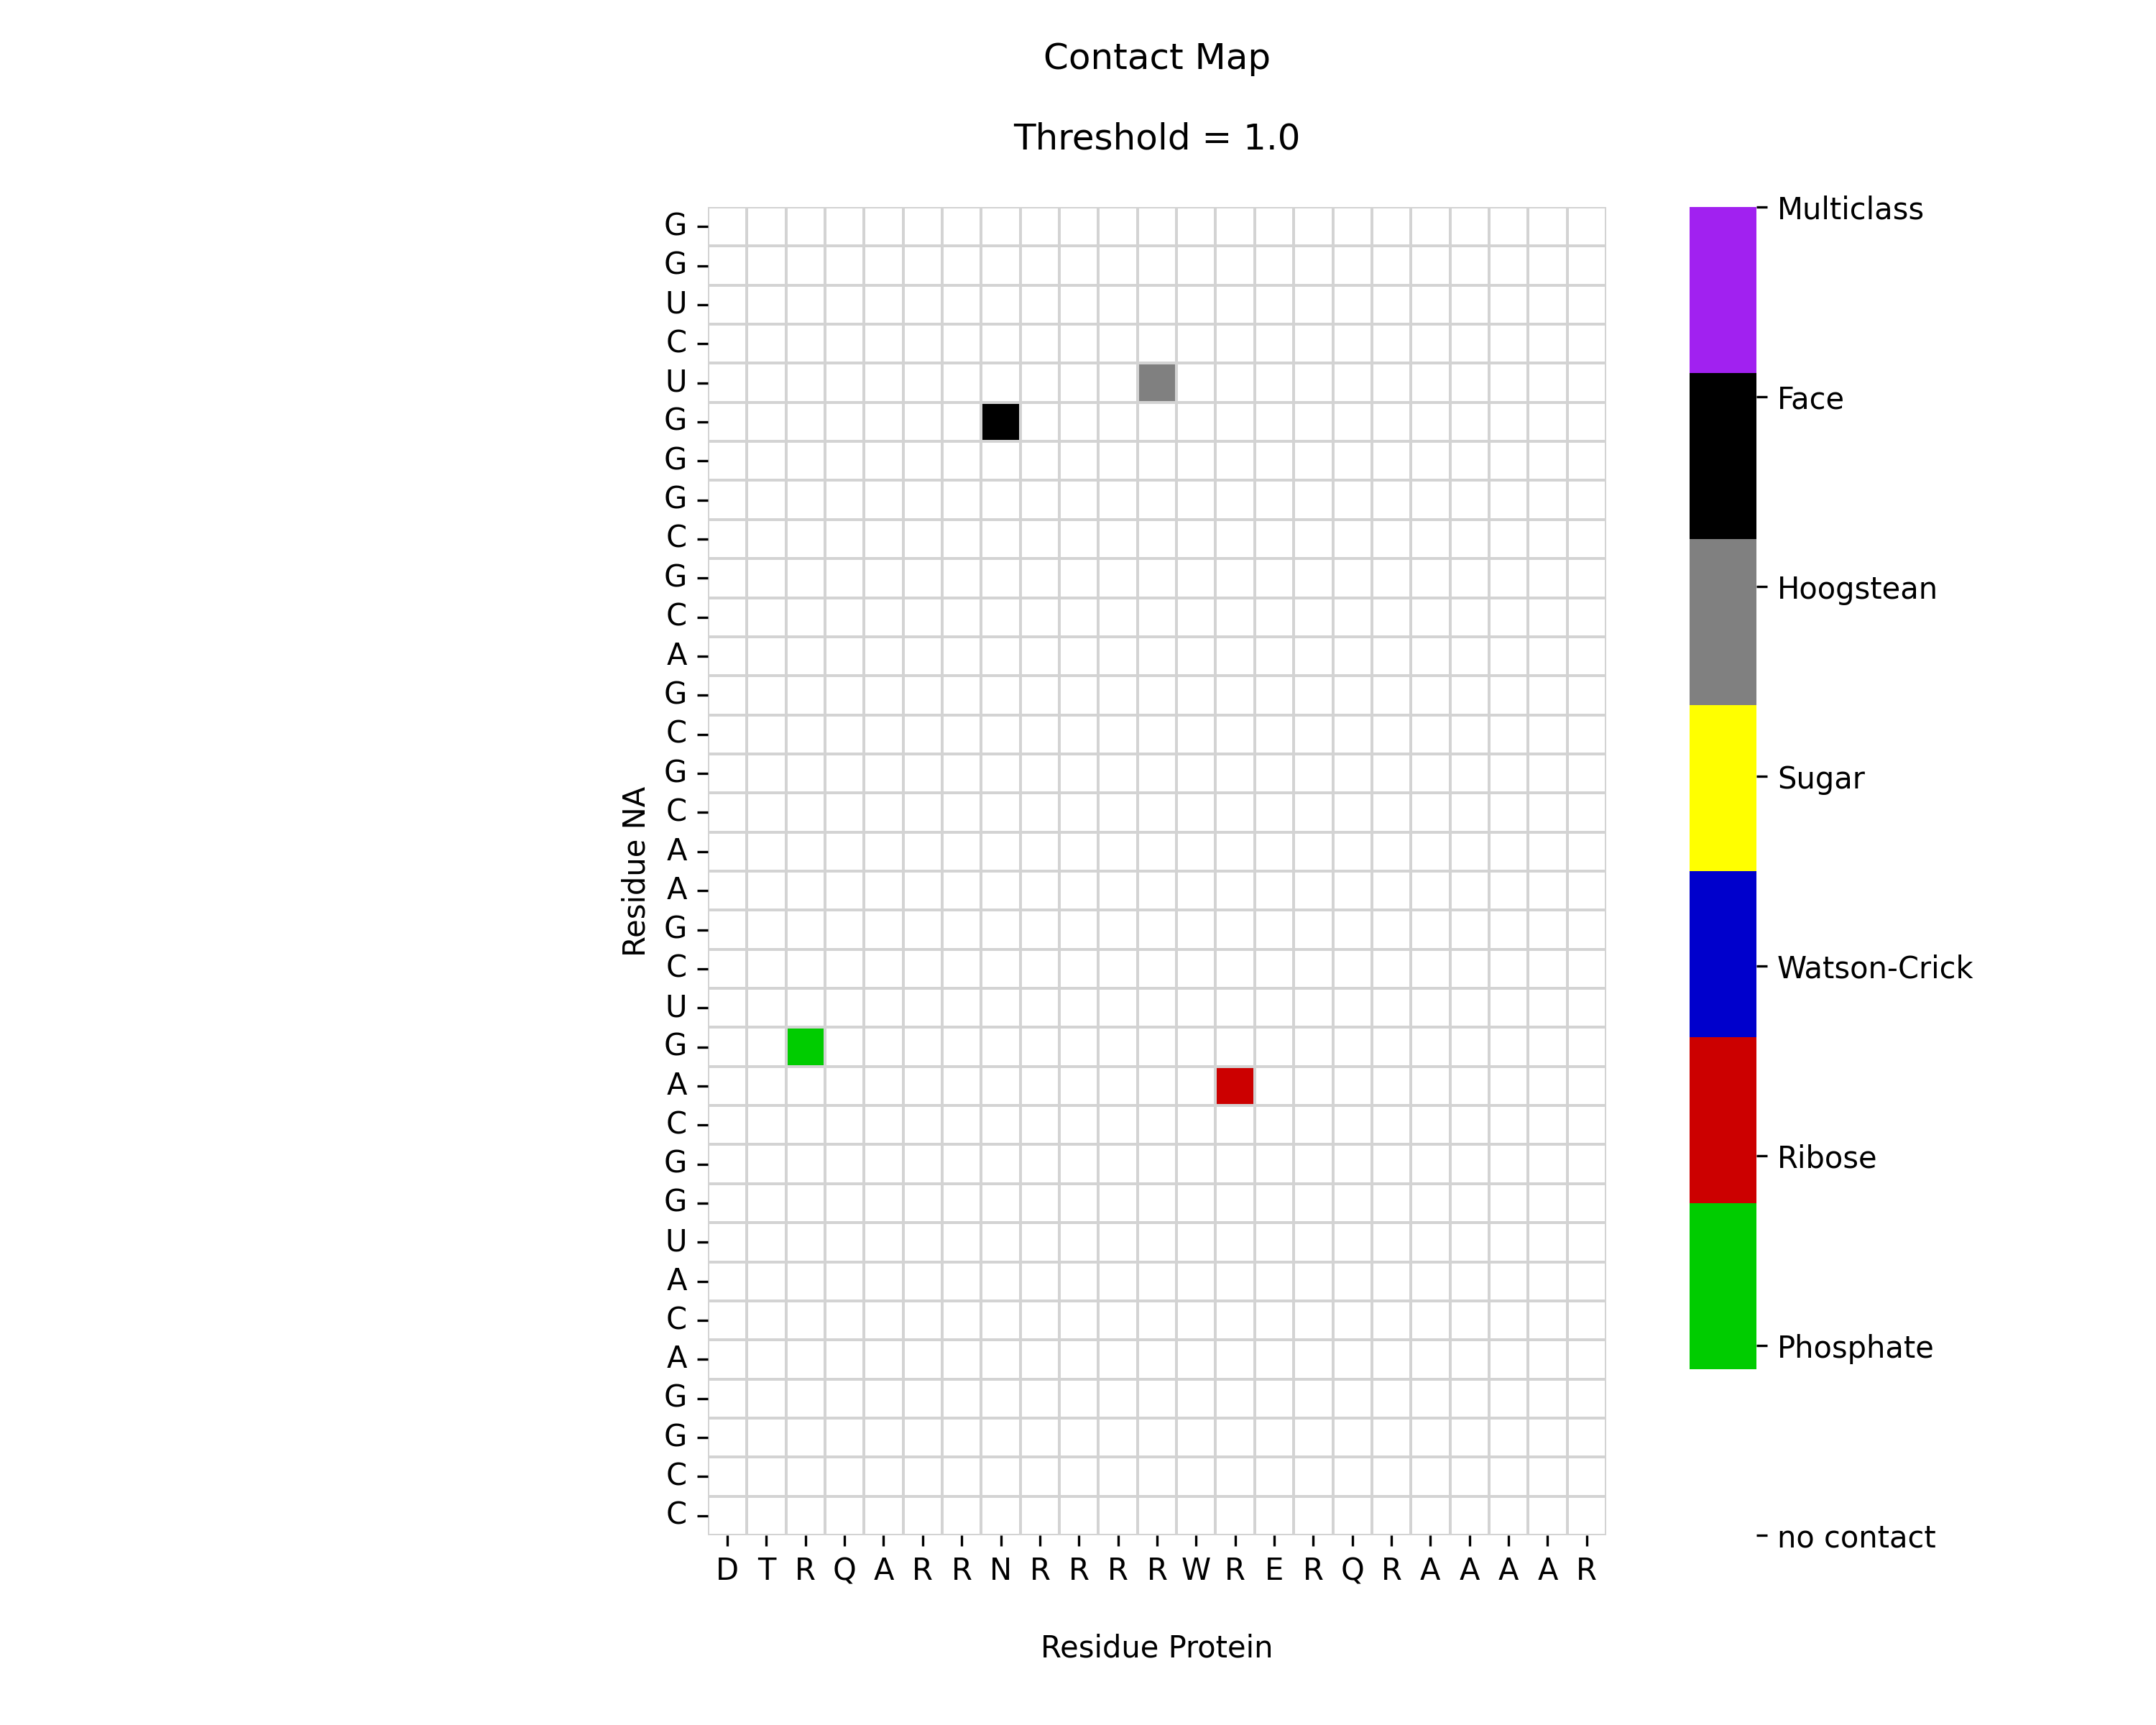 Contact Map
Threshold = 1.0
Residue NA
G
G
U
C
U
G
G
G
C
G
C
A
G
C
G
C
A
A
G
C
U
G
A
C
G
G
U
A
C
A
G
G
C
C
D T R Q A R R N R R R R W R E R Q R A A A A R
Residue Protein
Multiclass
Face
Hoogstean
Sugar
Watson-Crick
Ribose
Phosphate
no contact